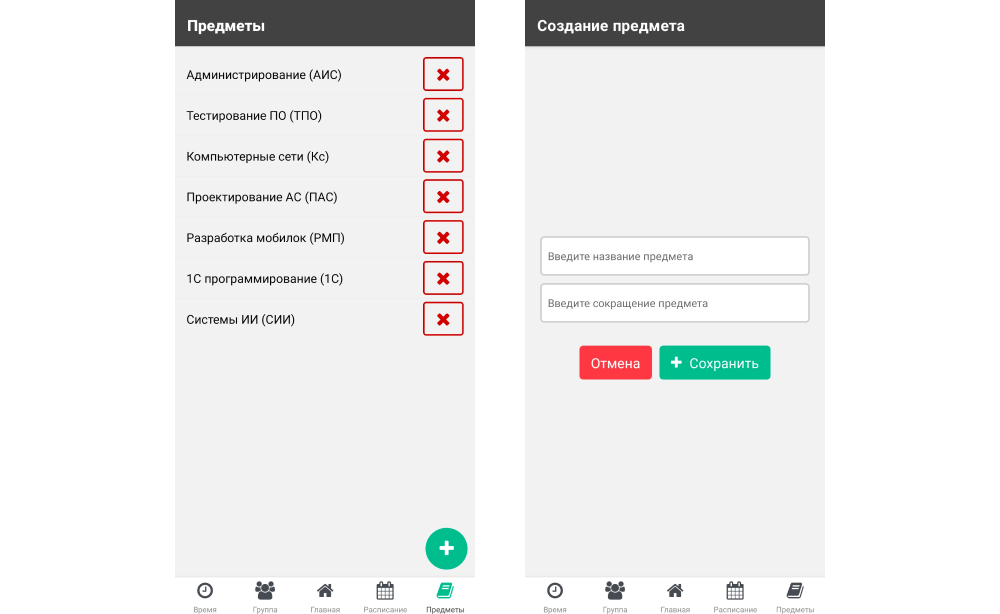 Предметы
Администрирование (АИС)
Тестирование ПО (ТПО)
Компьютерные сети (Кс)
Проектирование АС (ПАС)
Разработка мобилок (РМП)
1С программирование (1С)
Системы ИИ (СИИ)
Время Группа Главная Расписание Предметы
Создание предмета
Введите название предмета
Введите сокращение предмета
Отмена Сохранить
Время Группа Главная Расписание Предметы